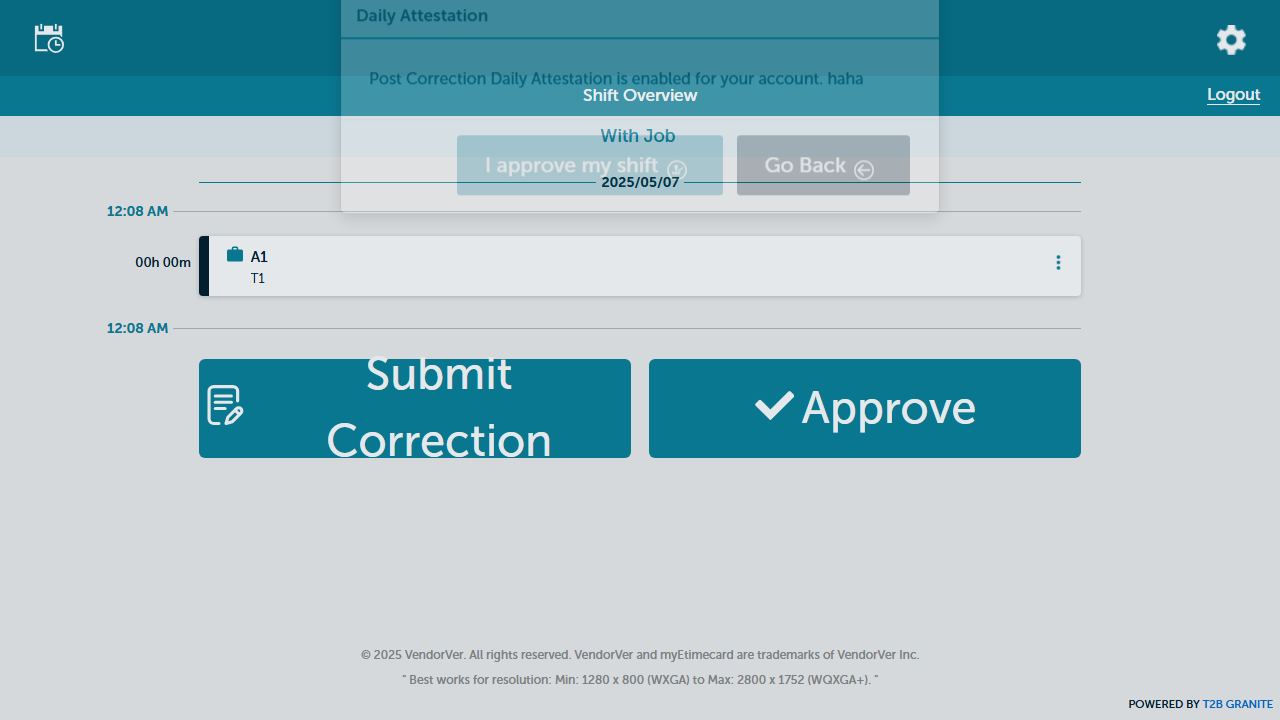 Daily Attestation
Post Correction Daily Attestation is enabled for your account. haha
Shift Overview
Logout
With Job
I approve my shift
Go Back
2025/05/07
12:08 AM
00h 00m
A1
T1
12:08 AM
Submit
Correction
Approve
© 2025 VendorVer. All rights reserved. VendorVer and myEtimecard are trademarks of VendorVer Inc.
" Best works for resolution: Min: 1280 x 800 (WXGA) to Max: 2800 x 1752 (WQXGA+). "
POWERED BY T2B GRANITE